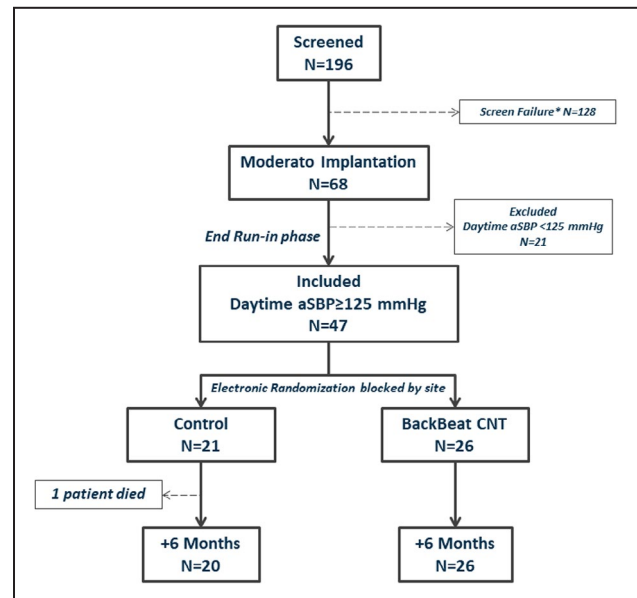 Screened
N=196
Screen Failure* N=128
Moderato Implantation
N=68
Excluded
Daytime aSBP <125 mmHg
N=21
End Run-in phase
Included
Daytime aSBP≥125 mmHg
N=47
Electronic Randomization blocked by site
Control
N=21
BackBeat CNT
N=26
1 patient died
+6 Months
N=20
+6 Months
N=26